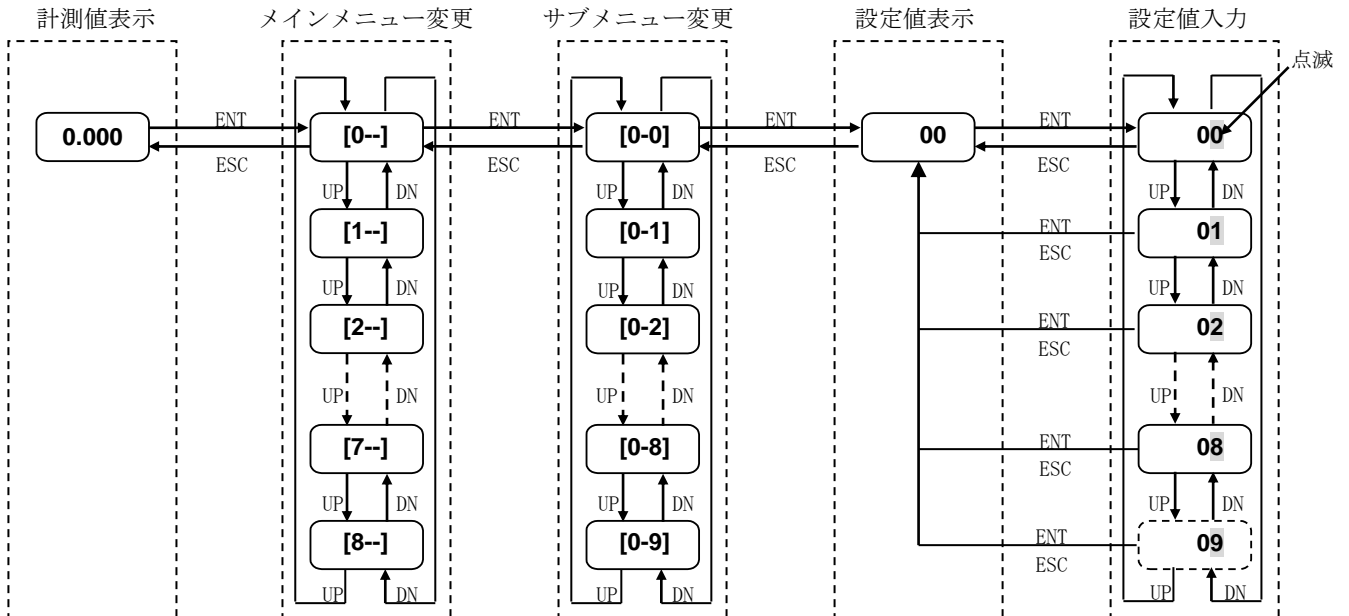 計測値表示 メインメニュー変更 サブメニュー変更 設定値表示 設定値入力
点滅
0.000 ENT [0--] ENT [0-0] ENT 00 ENT 00
ESC ESC ESC ESC
UP DN UP DN UP DN
[1--] [0-1] ENT 01
ESC
UP DN UP DN UP DN
[2--] [0-2] ENT 02
ESC
UP DN UP DN UP DN
[7--] [0-8] ENT 08
ESC
UP DN UP DN UP DN
[8--] [0-9] ENT 09
ESC
UP DN UP DN UP DN